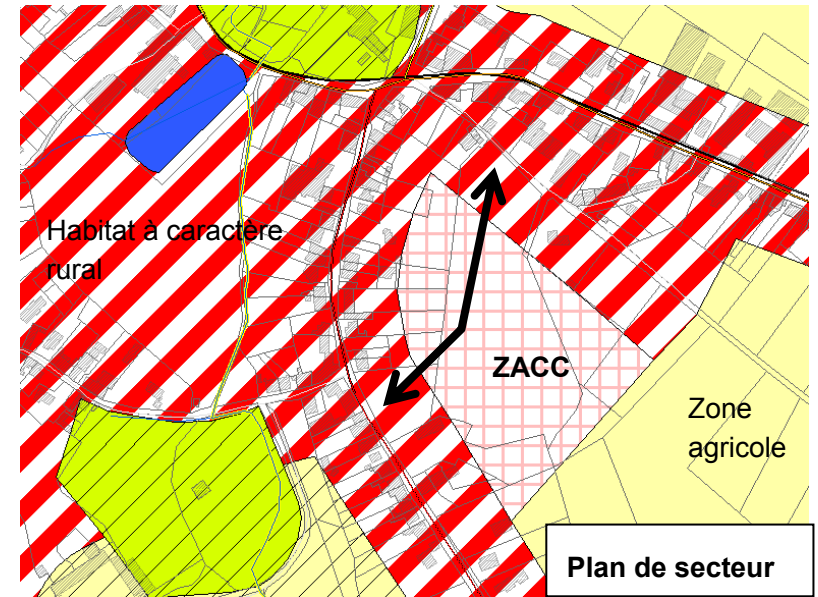 Habitat à caractère
rural
ZACC
Zone
agricole
Plan de secteur